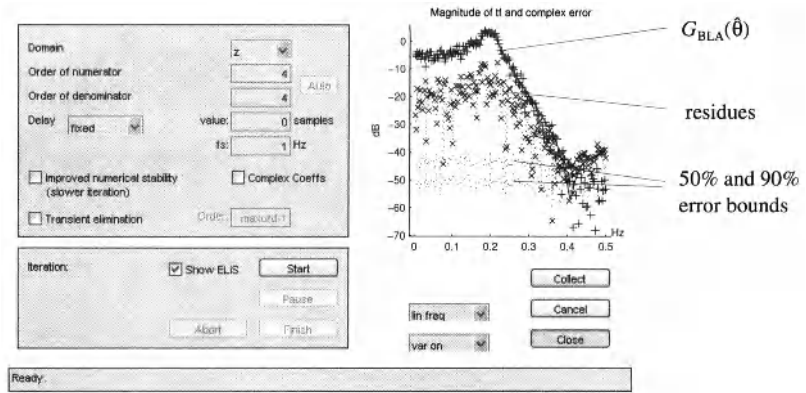 Magnitude of tf and complex error
Domain
z
Order of numerator
4
Order of denominator
4
Auto
Delay
fixed
value:
0
samples
fs:
1
Hz
Improved numerical stability
(slower iteration)
Complex Coeffs
Transient elimination
Order:
Iteration:
Show ELiS
Start
Pause
Abort
Finish
dB
0
-10
-20
-30
-40
-50
-60
-70
0
0.1
0.2
0.3
0.4
0.5
Hz
G_BLA(θ̂)
residues
50% and 90%
error bounds
lin freq
var on
Collect
Cancel
Close
Ready: